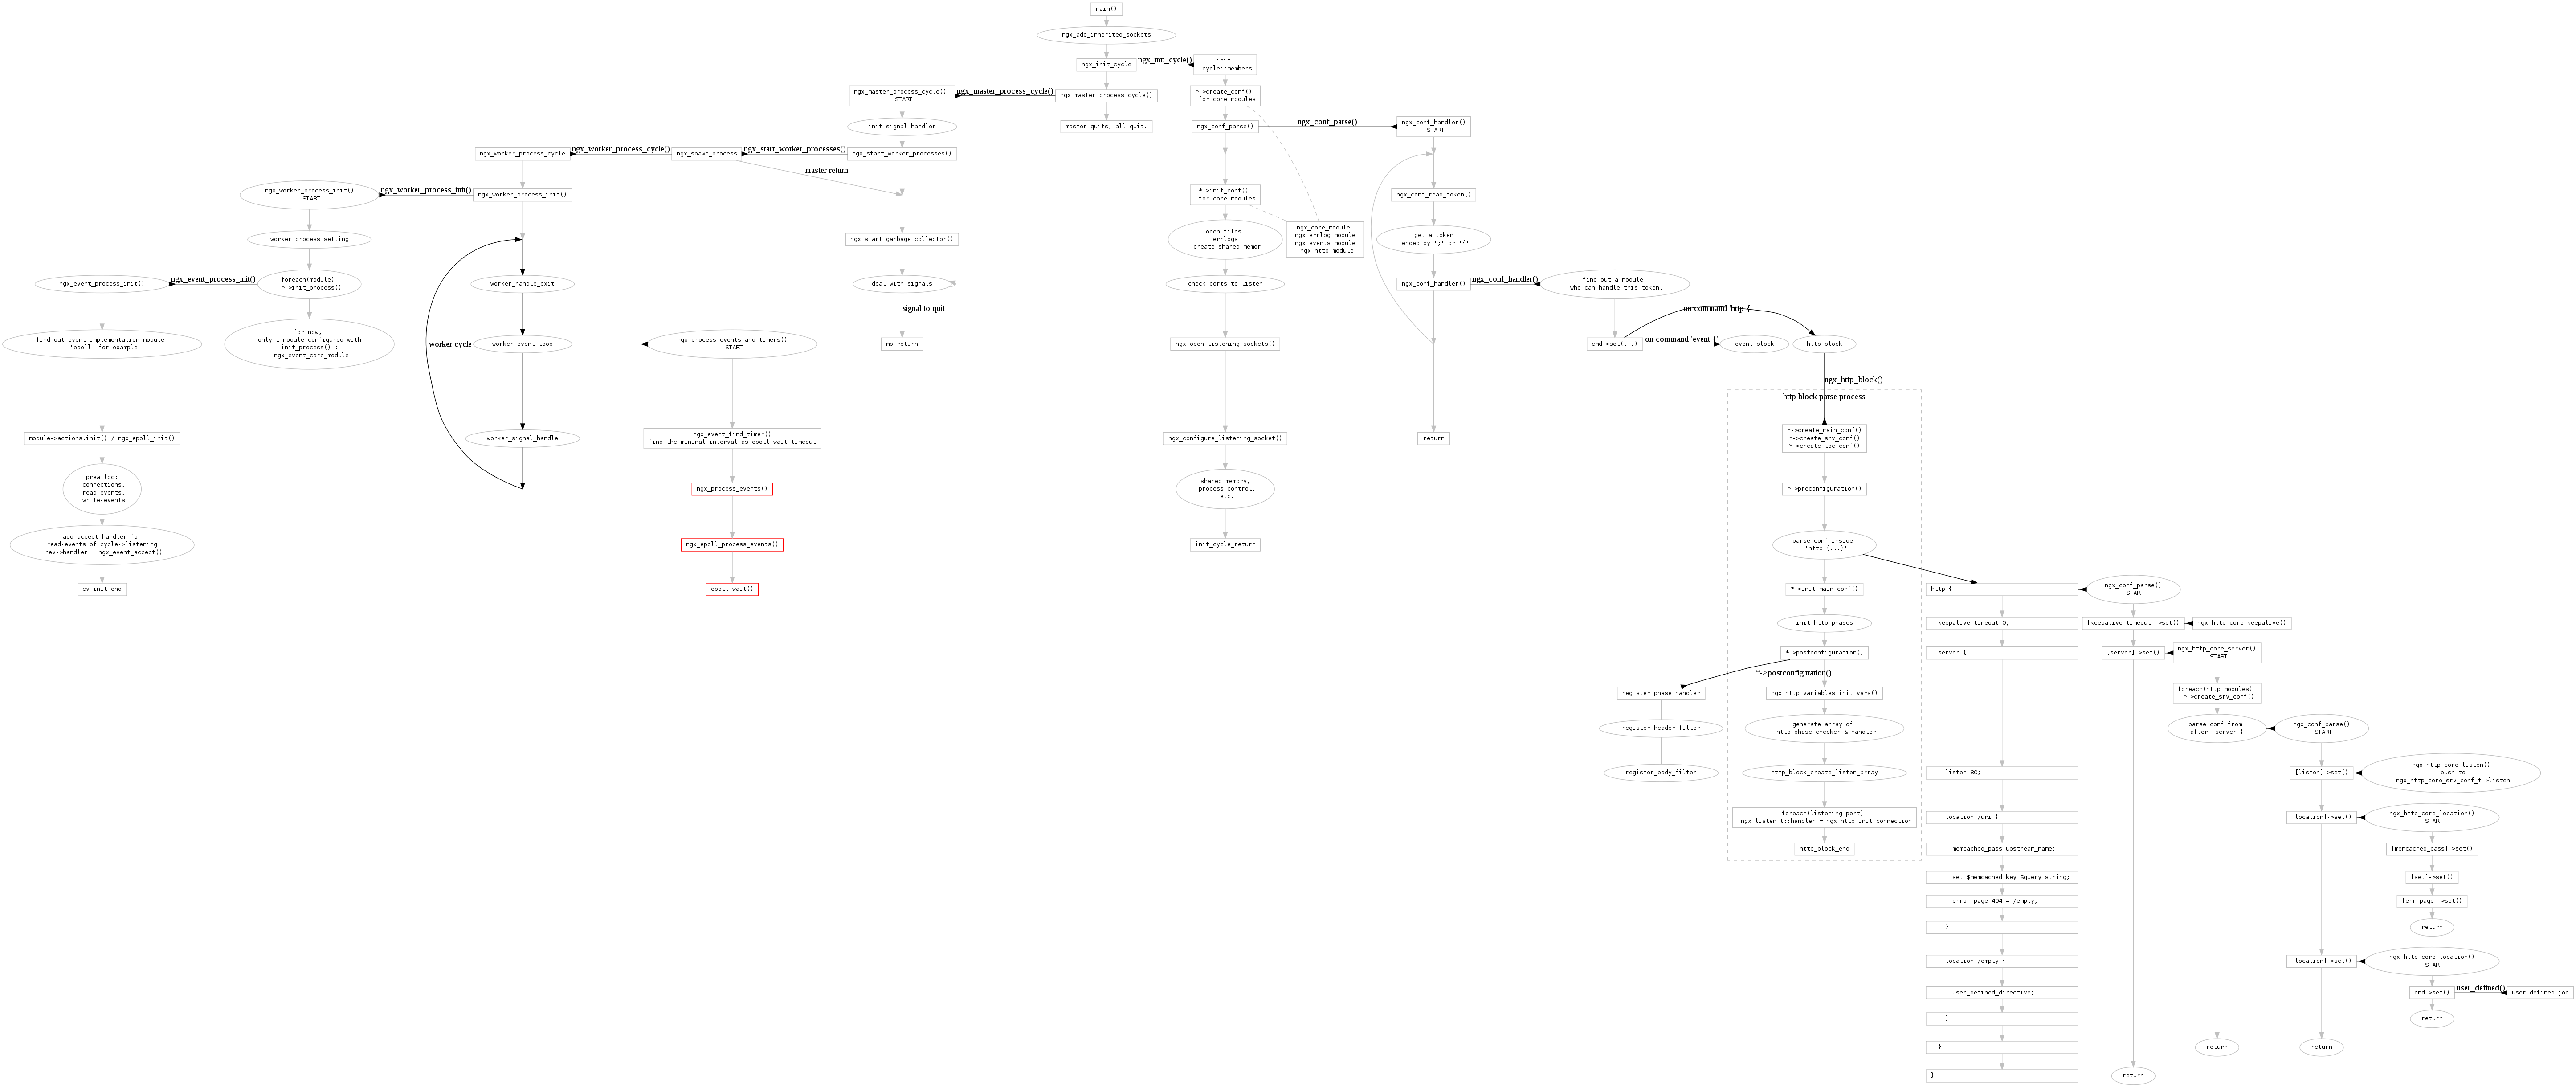 main()
ngx_add_inherited_sockets
ngx_init_cycle
ngx_init_cycle()
init
cycle::members
ngx_master_process_cycle()
START
ngx_master_process_cycle()
ngx_master_process_cycle()
*->create_conf()
for core modules
init signal handler
master quits, all quit.
ngx_conf_parse()
ngx_conf_parse()
ngx_conf_handler()
START
ngx_worker_process_cycle
ngx_worker_process_cycle()
ngx_spawn_process
ngx_start_worker_processes()
ngx_start_worker_processes()
master return
ngx_worker_process_init()
START
ngx_worker_process_init()
ngx_worker_process_init()
*->init_conf()
for core modules
ngx_conf_read_token()
worker_process_setting
ngx_start_garbage_collector()
open files
errlogs
create shared memor
ngx_core_module
ngx_errlog_module
ngx_events_module
ngx_http_module
get a token
ended by ';' or '{'
ngx_event_process_init()
ngx_event_process_init()
foreach(module)
*->init_process()
worker_handle_exit
deal with signals
check ports to listen
ngx_conf_handler()
ngx_conf_handler()
find out a module
who can handle this token.
signal to quit
on command 'http {'
find out event implementation module
'epoll' for example
for now,
only 1 module configured with
init_process() :
ngx_event_core_module
worker cycle
worker_event_loop
ngx_process_events_and_timers()
START
mp_return
ngx_open_listening_sockets()
cmd->set(...)
on command 'event {'
event_block
http_block
ngx_http_block()
http block parse process
module->actions.init() / ngx_epoll_init()
worker_signal_handle
ngx_event_find_timer()
find the mininal interval as epoll_wait timeout
ngx_configure_listening_socket()
return
*->create_main_conf()
*->create_srv_conf()
*->create_loc_conf()
prealloc:
connections,
read-events,
write-events
ngx_process_events()
shared memory,
process control,
etc.
*->preconfiguration()
add accept handler for
read-events of cycle->listening:
rev->handler = ngx_event_accept()
ngx_epoll_process_events()
init_cycle_return
parse conf inside
'http {...}'
ev_init_end
epoll_wait()
*->init_main_conf()
http {
ngx_conf_parse()
START
init http phases
keepalive_timeout 0;
[keepalive_timeout]->set()
ngx_http_core_keepalive()
*->postconfiguration()
server {
[server]->set()
ngx_http_core_server()
START
*->postconfiguration()
register_phase_handler
ngx_http_variables_init_vars()
foreach(http modules)
*->create_srv_conf()
register_header_filter
generate array of
http phase checker & handler
parse conf from
after 'server {'
ngx_conf_parse()
START
register_body_filter
http_block_create_listen_array
listen 80;
[listen]->set()
ngx_http_core_listen()
push to
ngx_http_core_srv_conf_t->listen
foreach(listening port)
ngx_listen_t::handler = ngx_http_init_connection
location /uri {
[location]->set()
ngx_http_core_location()
START
http_block_end
memcached_pass upstream_name;
[memcached_pass]->set()
set $memcached_key $query_string;
[set]->set()
error_page 404 = /empty;
[err_page]->set()
}
return
location /empty {
[location]->set()
ngx_http_core_location()
START
user_defined_directive;
cmd->set()
user_defined()
user defined job
}
return
}
return
return
}
return